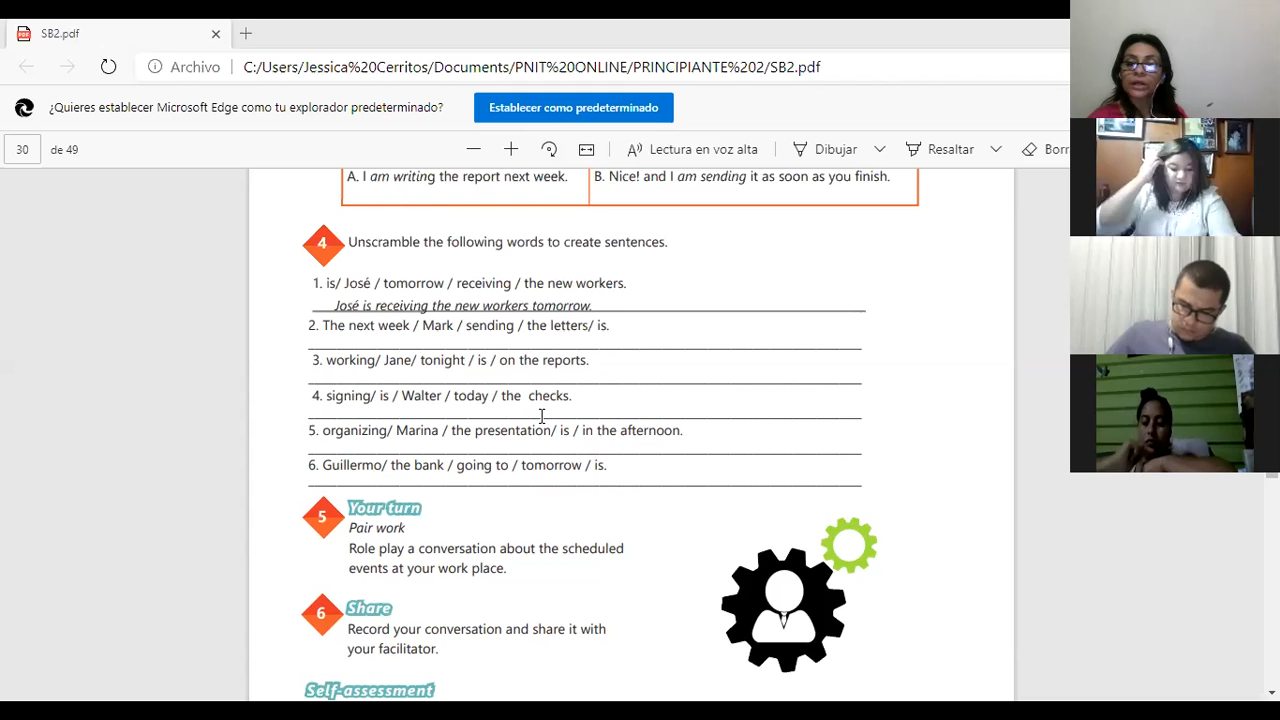 SB2.pdf
Archivo
C:/Users/Jessica%20Cerritos/Documents/PNIT%20ONLINE/PRINCIPIANTE%202/SB2.pdf
¿Quieres establecer Microsoft Edge como tu explorador predeterminado?
Establecer como predeterminado
30 de 49
Lectura en voz alta
Dibujar
Resaltar
Borr
A. I am writing the report next week.
B. Nice! and I am sending it as soon as you finish.
4 Unscramble the following words to create sentences.
1. is/ José / tomorrow / receiving / the new workers.
José is receiving the new workers tomorrow.
2. The next week / Mark / sending / the letters/ is.
3. working/ Jane/ tonight / is / on the reports.
4. signing/ is / Walter / today / the checks.
5. organizing/ Marina / the presentation/ is / in the afternoon.
6. Guillermo/ the bank / going to / tomorrow / is.
5 Your turn
Pair work
Role play a conversation about the scheduled
events at your work place.
6 Share
Record your conversation and share it with
your facilitator.
Self-assessment